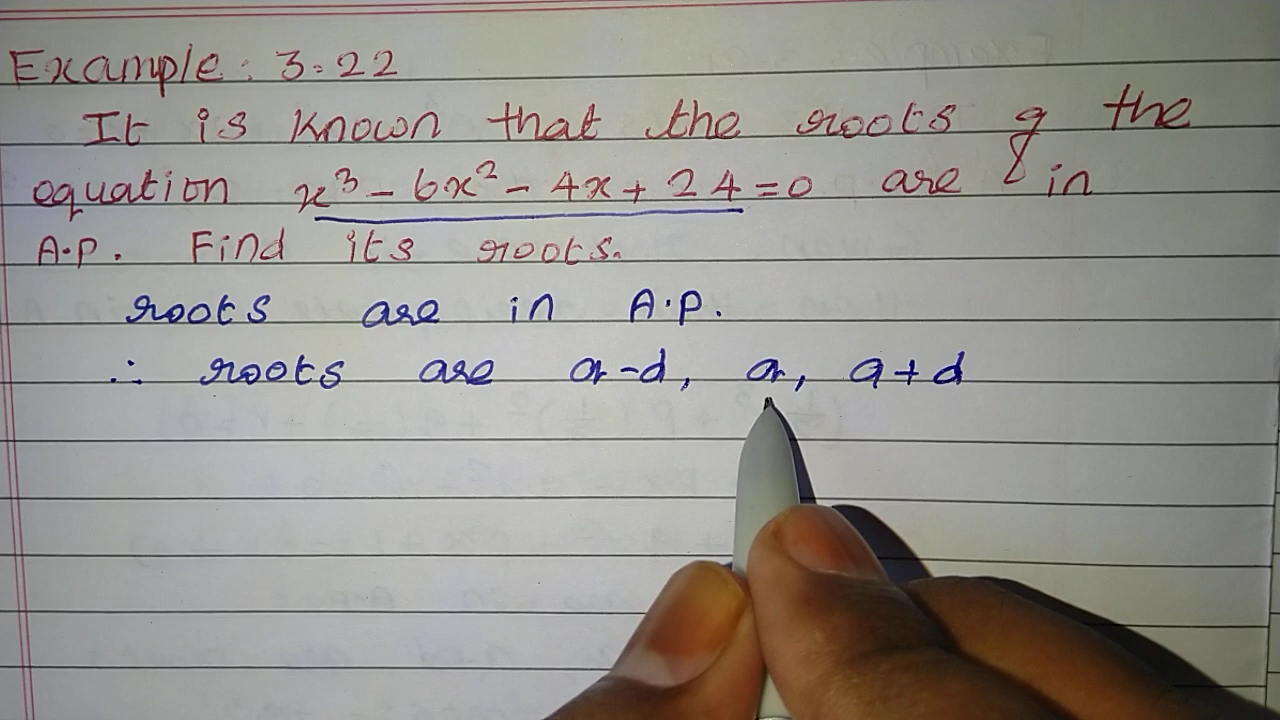 Example: 3.22
It is known that the roots of the
equation x³ - 6x² - 4x + 24 = 0 are in
A.P. Find its roots.
roots are in A.P.
∴ roots are a-d, a, a+d